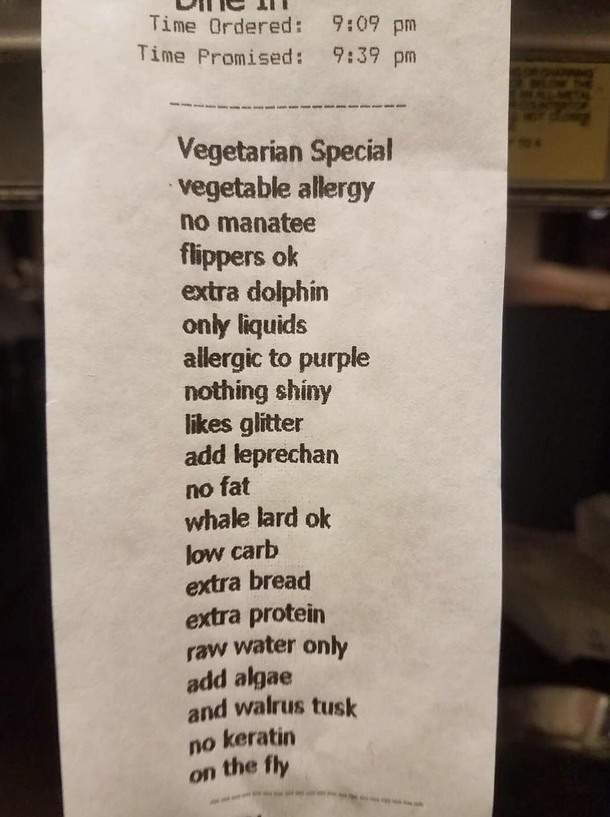 Dine In
Time Ordered: 9:09 pm
Time Promised: 9:39 pm
Vegetarian Special
vegetable allergy
no manatee
flippers ok
extra dolphin
only liquids
allergic to purple
nothing shiny
likes glitter
add leprechan
no fat
whale lard ok
low carb
extra bread
extra protein
raw water only
add algae
and walrus tusk
no keratin
on the fly